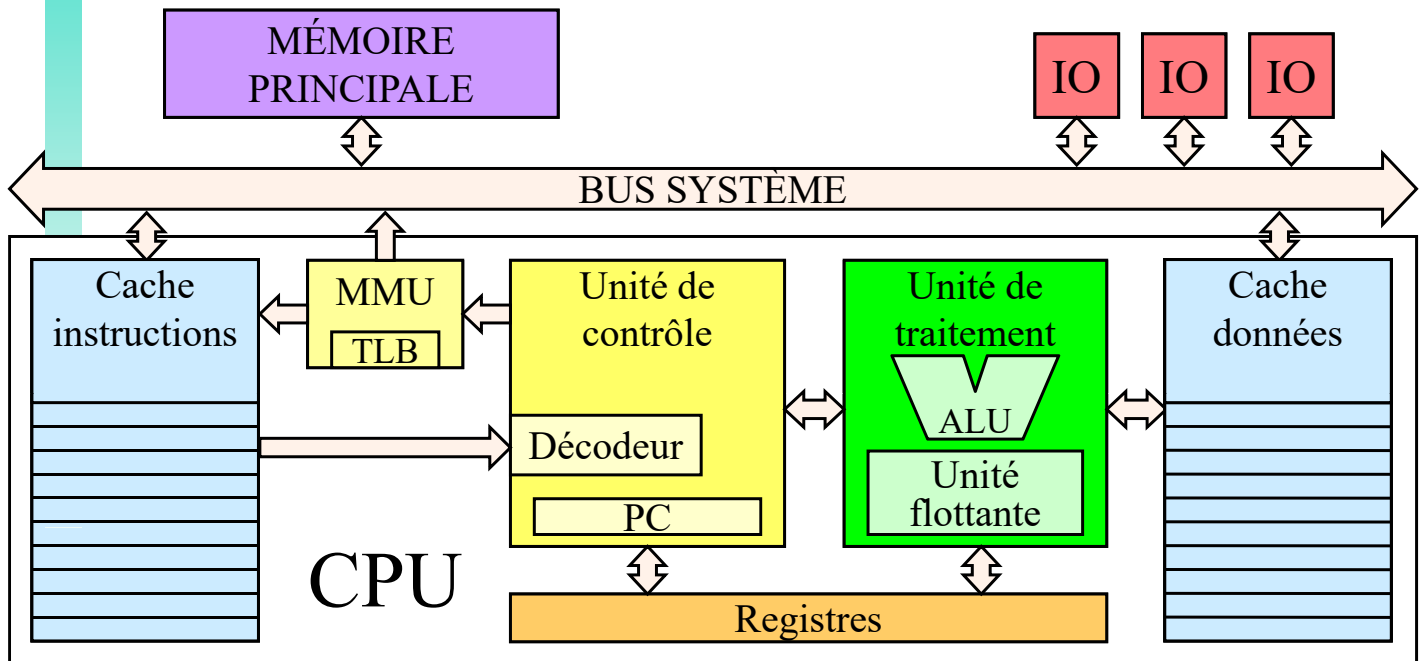 MÉMOIRE
PRINCIPALE
IO
IO
IO
BUS SYSTÈME
Cache
instructions
MMU
TLB
Unité de
contrôle
Décodeur
PC
Unité de
traitement
ALU
Unité
flottante
Cache
données
CPU
Registres